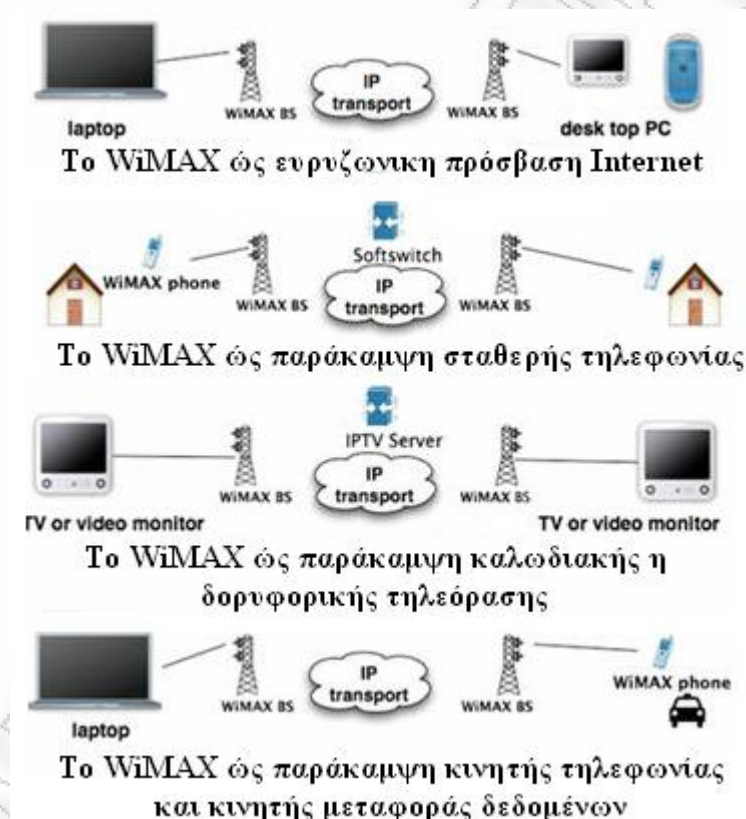 IP
transport
WiMAX BS
WiMAX BS
laptop
desk top PC
Το WiMAX ώς ευρυζωνικη πρόσβαση Internet
Softswitch
WiMAX phone
IP
transport
WiMAX BS
WiMAX BS
Το WiMAX ώς παράκαμψη σταθερής τηλεφωνίας
IPTV Server
IP
transport
WiMAX BS
WiMAX BS
TV or video monitor
TV or video monitor
Το WiMAX ώς παράκαμψη καλωδιακής η
δορυφορικής τηλεόρασης
IP
transport
WiMAX BS
WiMAX BS
WiMAX phone
laptop
Το WiMAX ώς παράκαμψη κινητής τηλεφωνίας
και κινητής μεταφοράς δεδομένων